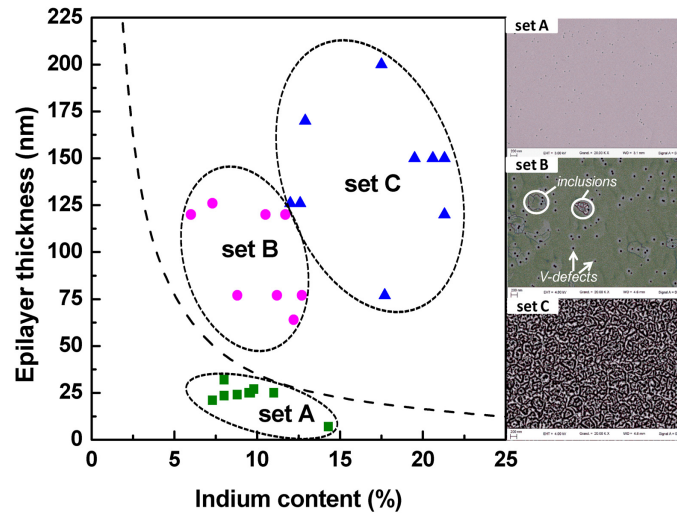 225
200
175
150
125
100
75
50
25
0
Epilayer thickness (nm)
0
5
10
15
20
25
Indium content (%)
set C
set B
set A
set A
set B
inclusions
V-defects
set C